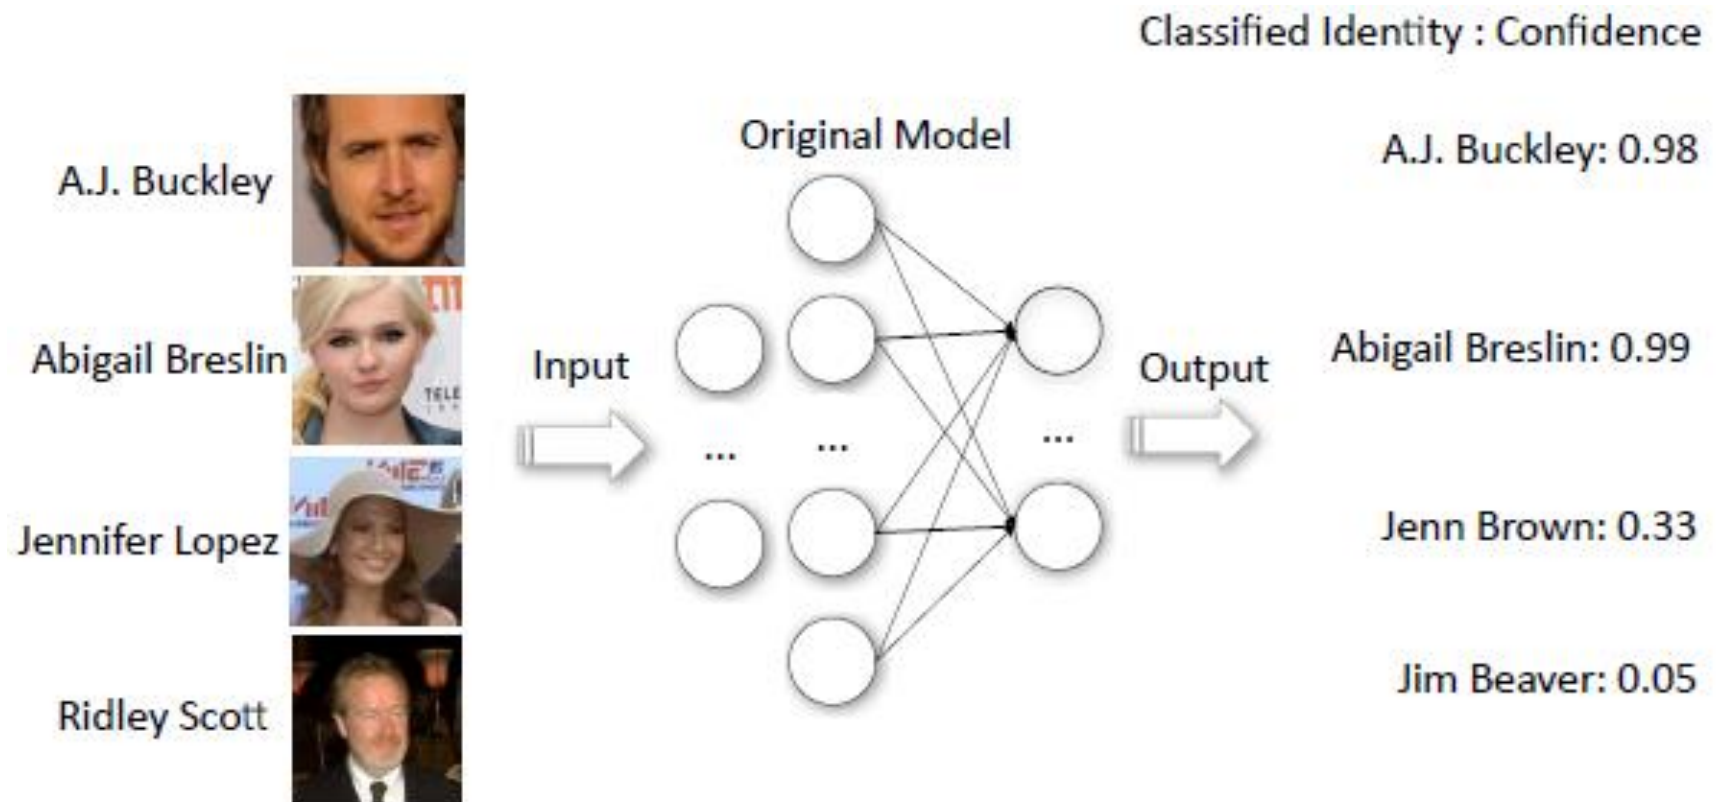 Classified Identity : Confidence
Original Model
A.J. Buckley
A.J. Buckley: 0.98
Abigail Breslin
TELE
Input
Output
Abigail Breslin: 0.99
...
...
...
Jennifer Lopez
Jenn Brown: 0.33
Ridley Scott
Jim Beaver: 0.05